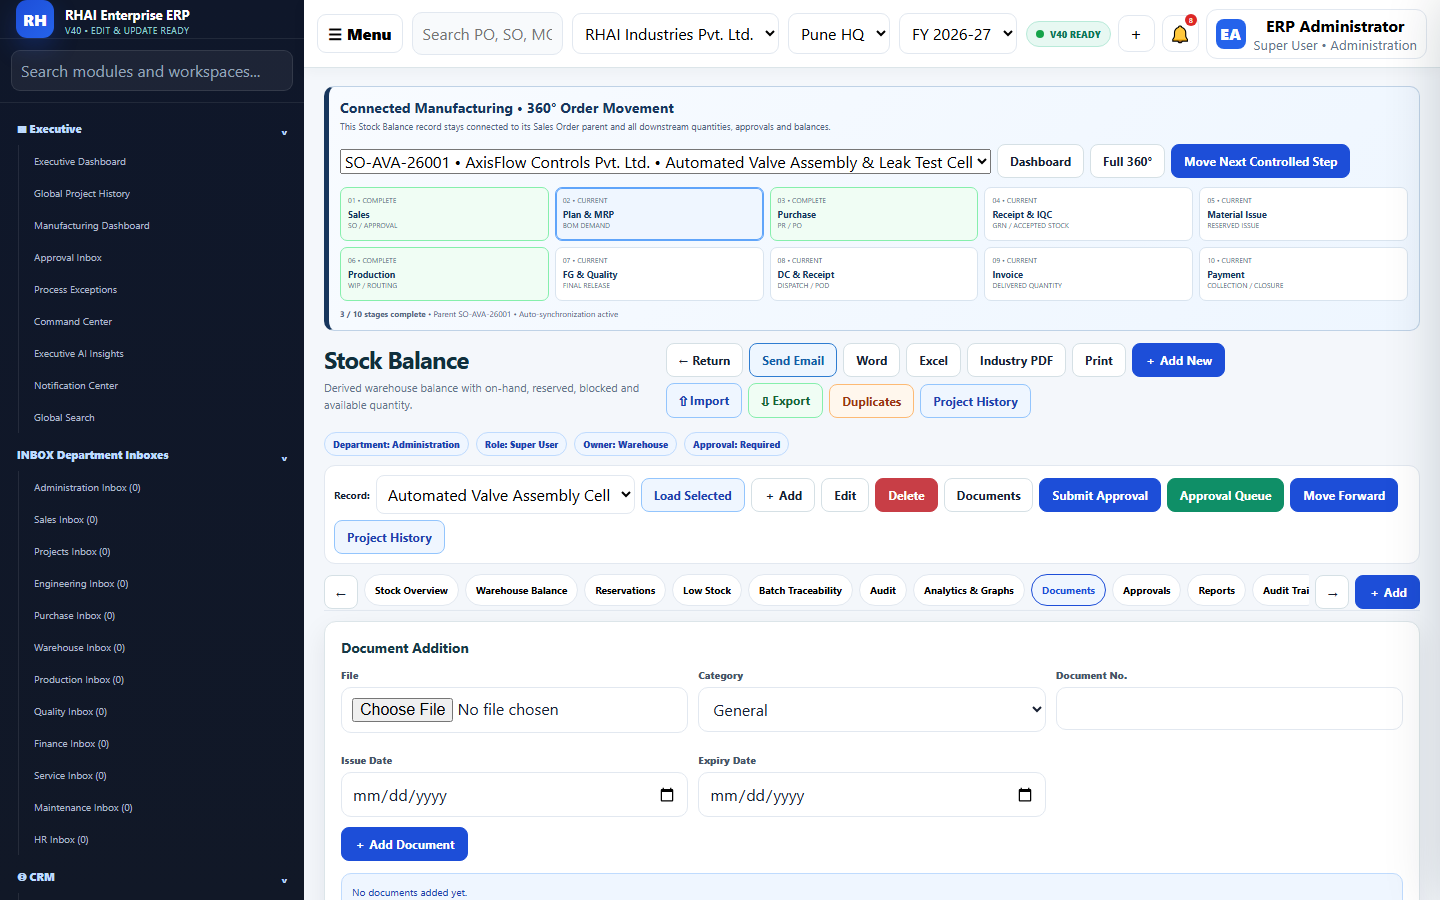 RH
RHAI Enterprise ERP
V40 • EDIT & UPDATE READY
Search modules and workspaces...
Executive
Executive Dashboard
Global Project History
Manufacturing Dashboard
Approval Inbox
Process Exceptions
Command Center
Executive AI Insights
Notification Center
Global Search
INBOX Department Inboxes
Administration Inbox (0)
Sales Inbox (0)
Projects Inbox (0)
Engineering Inbox (0)
Purchase Inbox (0)
Warehouse Inbox (0)
Production Inbox (0)
Quality Inbox (0)
Finance Inbox (0)
Service Inbox (0)
Maintenance Inbox (0)
HR Inbox (0)
CRM
☰ Menu
Search PO, SO, MO
RHAI Industries Pvt. Ltd.
Pune HQ
FY 2026-27
V40 READY
+
8
EA
ERP Administrator
Super User • Administration
Connected Manufacturing • 360° Order Movement
This Stock Balance record stays connected to its Sales Order parent and all downstream quantities, approvals and balances.
SO-AVA-26001 • AxisFlow Controls Pvt. Ltd. • Automated Valve Assembly & Leak Test Cell
Dashboard
Full 360°
Move Next Controlled Step
01 • COMPLETE
Sales
SO / APPROVAL
02 • CURRENT
Plan & MRP
BOM DEMAND
03 • COMPLETE
Purchase
PR / PO
04 • CURRENT
Receipt & IQC
GRN / ACCEPTED STOCK
05 • CURRENT
Material Issue
RESERVED ISSUE
06 • COMPLETE
Production
WIP / ROUTING
07 • CURRENT
FG & Quality
FINAL RELEASE
08 • CURRENT
DC & Receipt
DISPATCH / POD
09 • CURRENT
Invoice
DELIVERED QUANTITY
10 • CURRENT
Payment
COLLECTION / CLOSURE
3 / 10 stages complete • Parent SO-AVA-26001 • Auto-synchronization active
Stock Balance
Derived warehouse balance with on-hand, reserved, blocked and
available quantity.
← Return
Send Email
Word
Excel
Industry PDF
Print
+ Add New
⇧ Import
⇩ Export
Duplicates
Project History
Department: Administration
Role: Super User
Owner: Warehouse
Approval: Required
Record:
Automated Valve Assembly Cell
Load Selected
+ Add
Edit
Delete
Documents
Submit Approval
Approval Queue
Move Forward
Project History
←
Stock Overview
Warehouse Balance
Reservations
Low Stock
Batch Traceability
Audit
Analytics & Graphs
Documents
Approvals
Reports
Audit Trai
→
+ Add
Document Addition
File
Choose File No file chosen
Category
General
Document No.
Issue Date
mm/dd/yyyy
Expiry Date
mm/dd/yyyy
+ Add Document
No documents added yet.